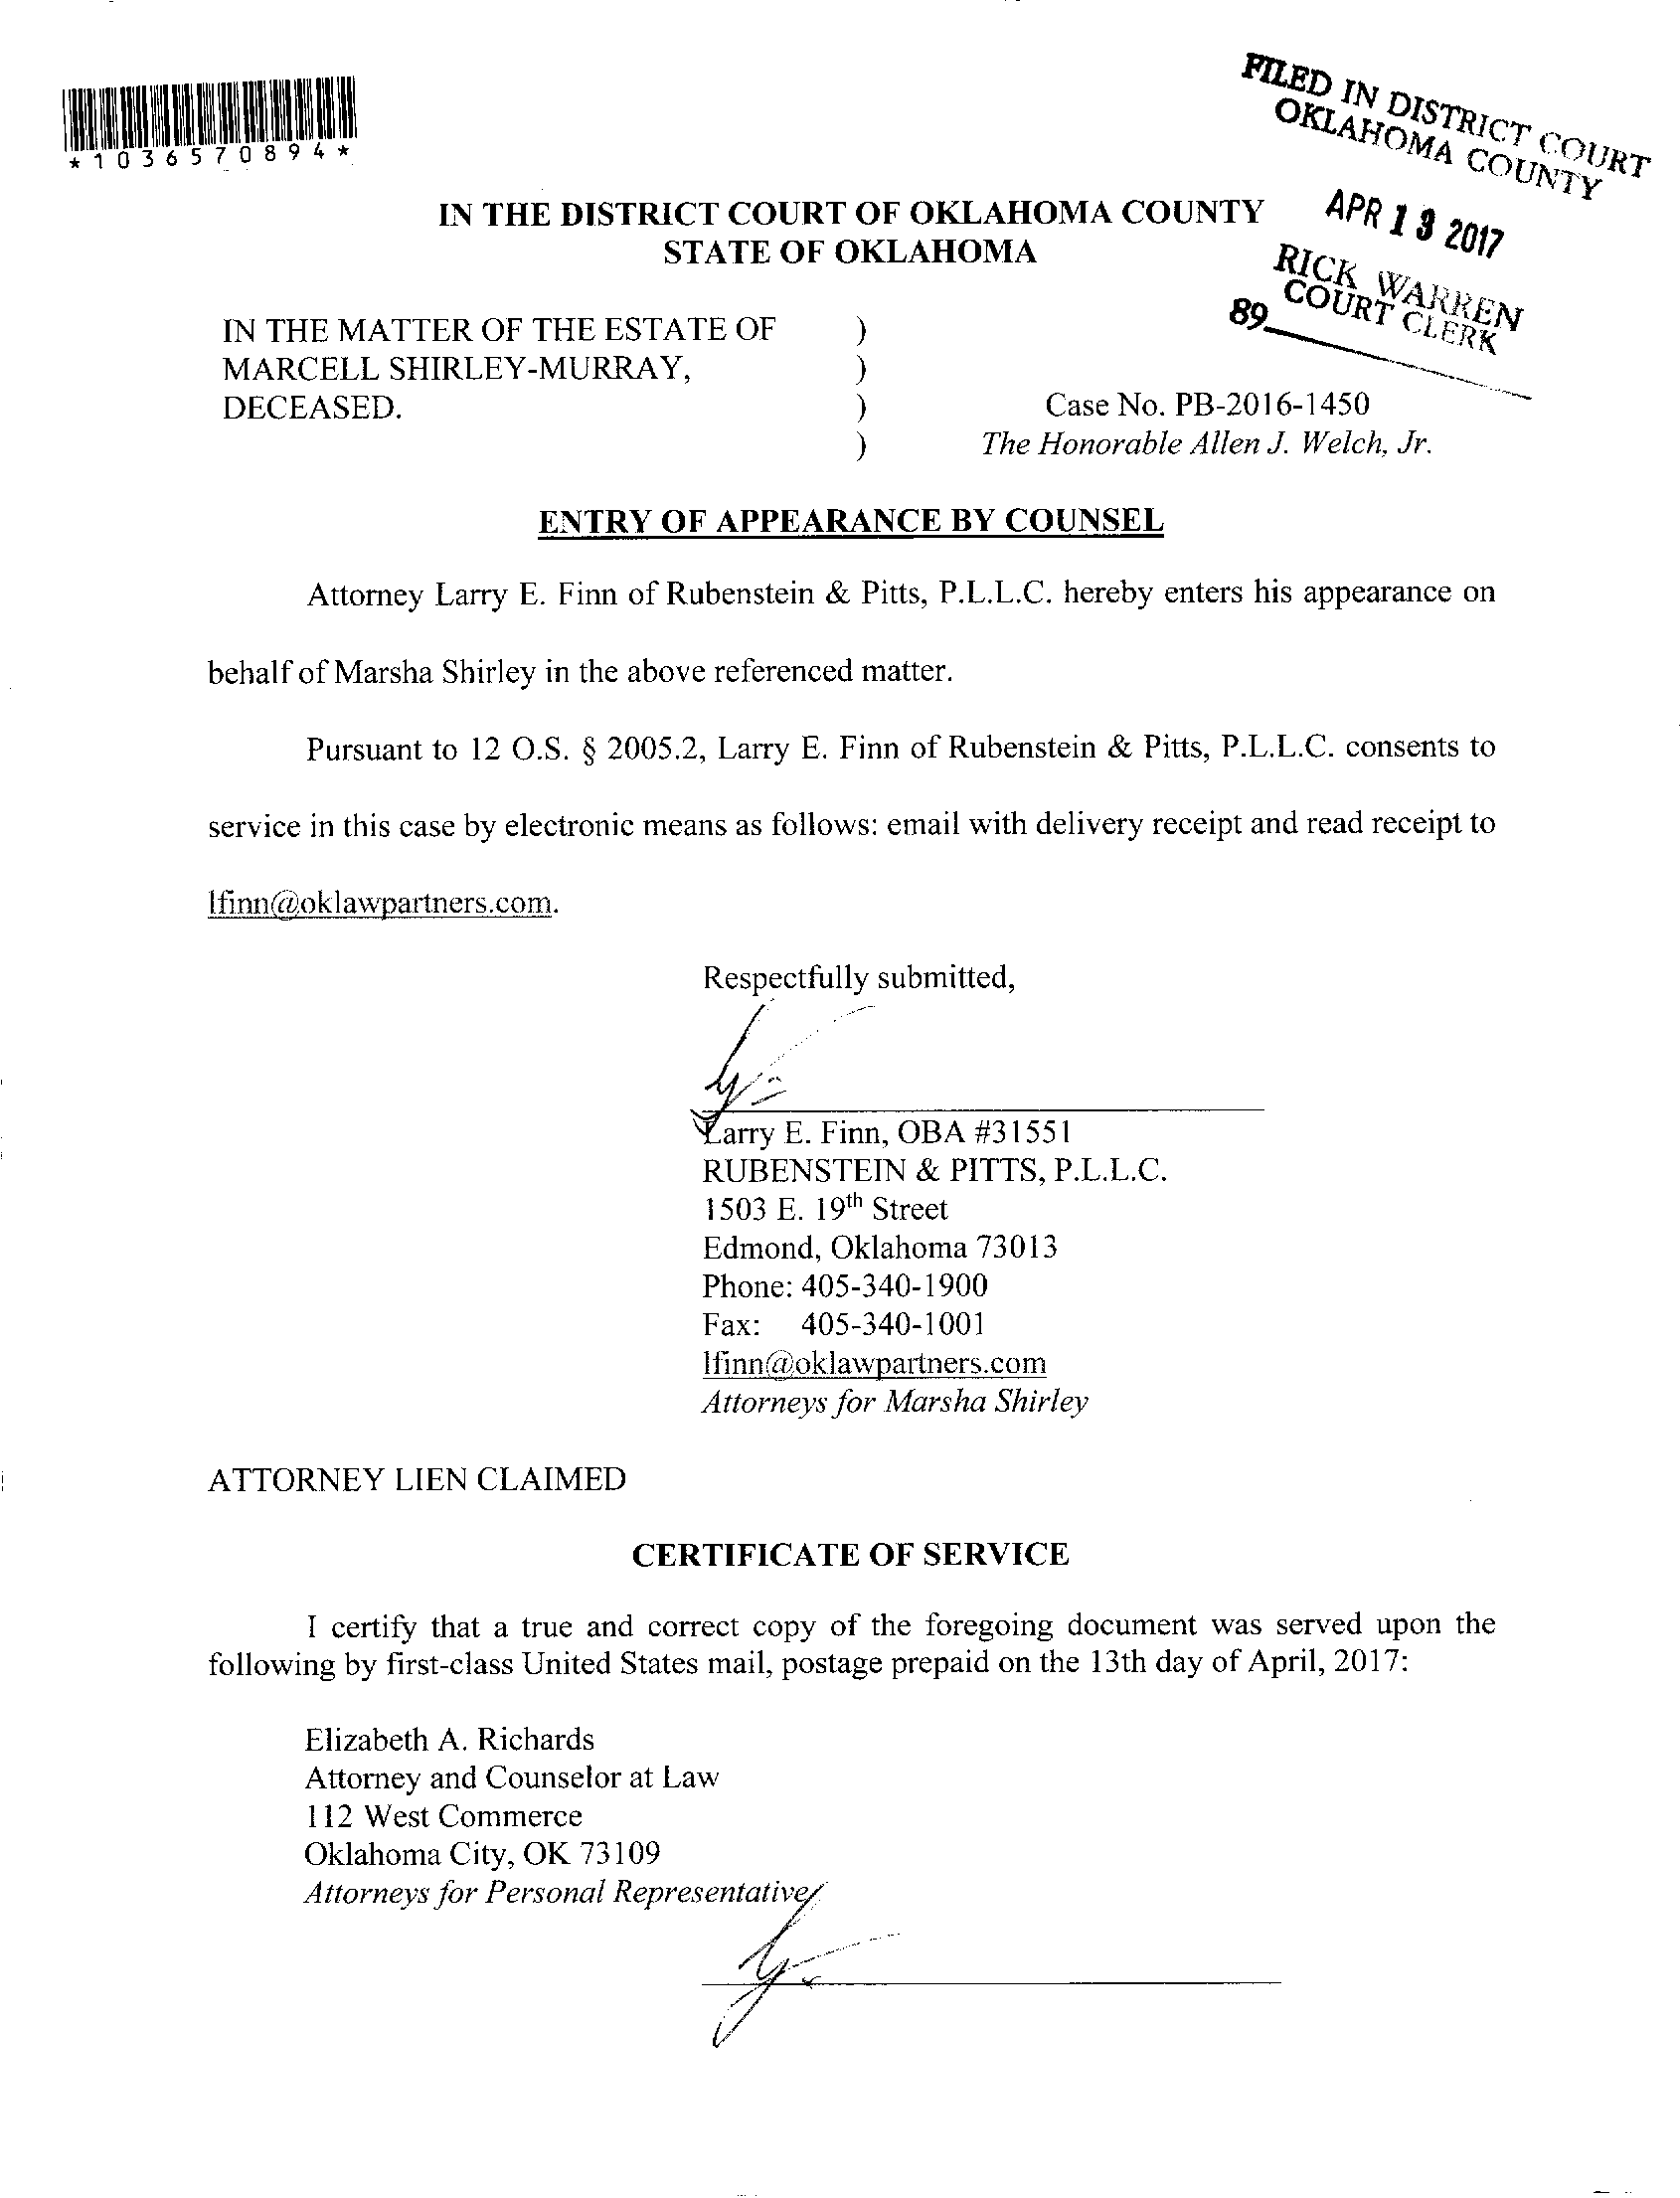 *1036570894*
FILED IN DISTRICT COURT
OKLAHOMA COUNTY
APR 13 2017
RICK WARREN
COURT CLERK
89
IN THE DISTRICT COURT OF OKLAHOMA COUNTY
STATE OF OKLAHOMA
IN THE MATTER OF THE ESTATE OF )
MARCELL SHIRLEY-MURRAY, )
DECEASED. ) Case No. PB-2016-1450
) The Honorable Allen J. Welch, Jr.
ENTRY OF APPEARANCE BY COUNSEL
Attorney Larry E. Finn of Rubenstein & Pitts, P.L.L.C. hereby enters his appearance on
behalf of Marsha Shirley in the above referenced matter.
Pursuant to 12 O.S. § 2005.2, Larry E. Finn of Rubenstein & Pitts, P.L.L.C. consents to
service in this case by electronic means as follows: email with delivery receipt and read receipt to
lfinn@oklawpartners.com.
Respectfully submitted,
Larry E. Finn, OBA #31551
RUBENSTEIN & PITTS, P.L.L.C.
1503 E. 19th Street
Edmond, Oklahoma 73013
Phone: 405-340-1900
Fax: 405-340-1001
lfinn@oklawpartners.com
Attorneys for Marsha Shirley
ATTORNEY LIEN CLAIMED
CERTIFICATE OF SERVICE
I certify that a true and correct copy of the foregoing document was served upon the
following by first-class United States mail, postage prepaid on the 13th day of April, 2017:
Elizabeth A. Richards
Attorney and Counselor at Law
112 West Commerce
Oklahoma City, OK 73109
Attorneys for Personal Representative